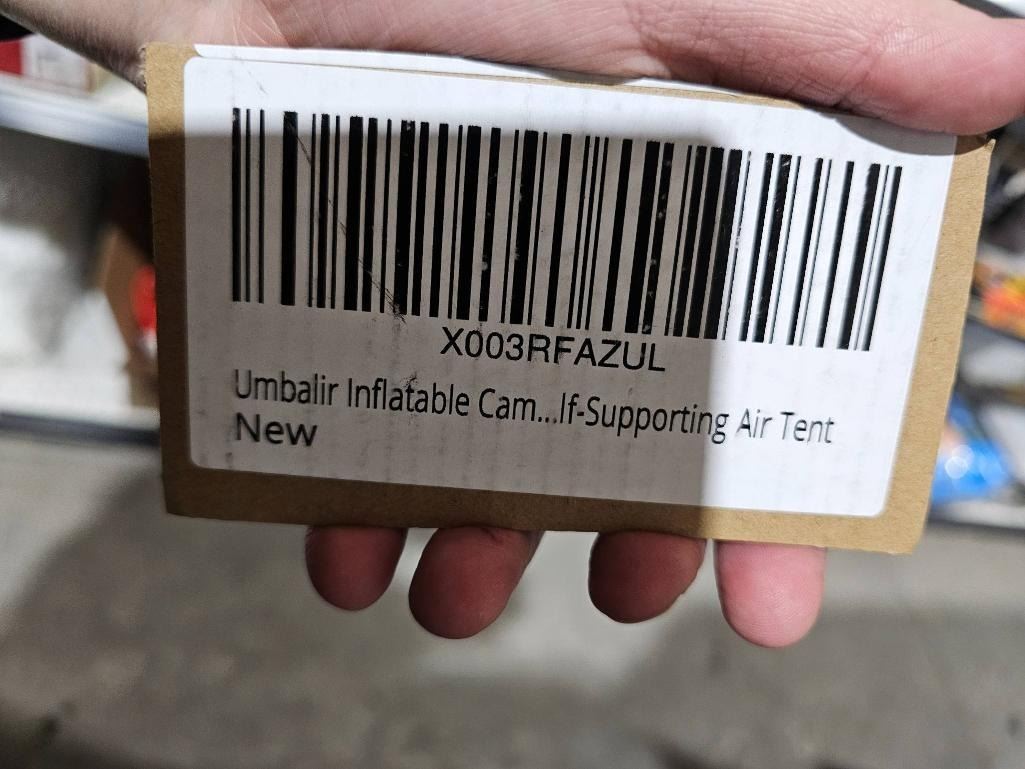 X003RFAZUL
Umbalir Inflatable Cam...lf-Supporting Air Tent
New